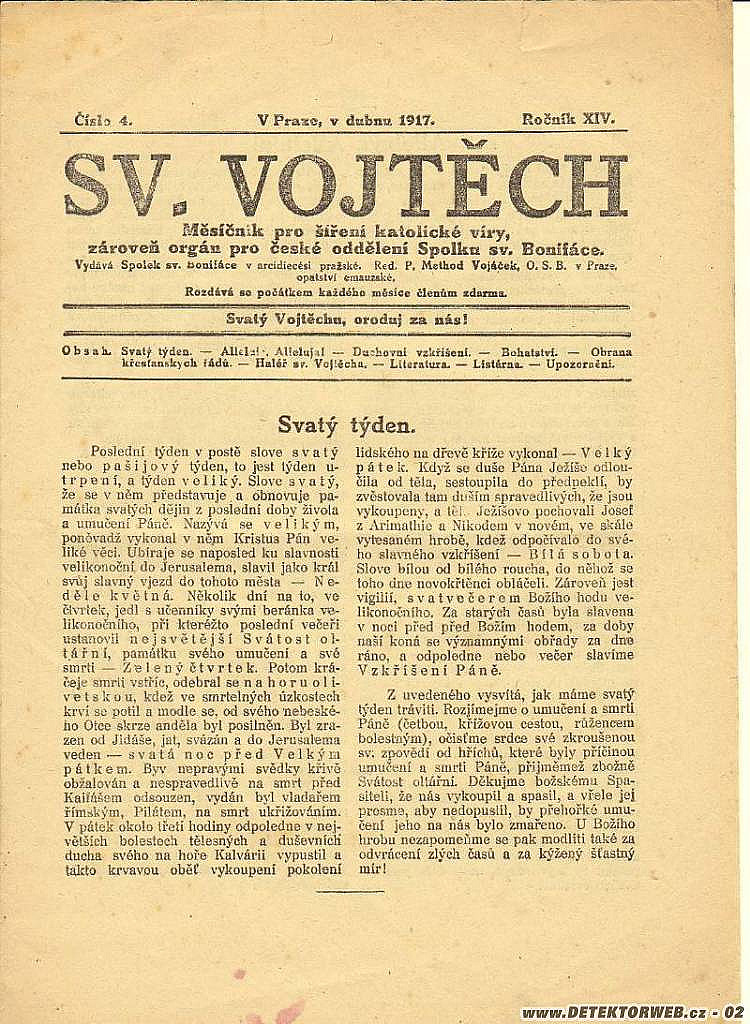 Číslo 4. V Praze, v dubnu 1917. Ročník XIV.
SV. VOJTĚCH
Měsíčník pro šíření katolické víry,
zároveň orgán pro české oddělení Spolku sv. Bonifáce.
Vydává Spolek sv. Bonifáce v arcidiecési pražské. Red. P. Method Vojáček, O. S. B. v Praze,
opatství emauzské.
Rozdává se počátkem každého měsíce členům zdarma.
Svatý Vojtěchu, oroduj za nás!
Obsah. Svatý týden. — Alleluja, Alleluja! — Duchovní vzkříšení. — Bohatství. — Obrana
křesťanských řádů. — Haléř sv. Vojtěcha. — Literatura. — Listárna. — Upozornění.
Svatý týden.
Poslední týden v postě slove svatý
nebo pašijový týden, to jest týden u-
trpení, a týden veliký. Slove svatý,
že se v něm představuje a obnovuje pa-
mátka svatých dějin z poslední doby života
a umučení Páně. Nazývá se velikým,
poněvadž vykonal v něm Kristus Pán ve-
liké věci. Ubíraje se naposled ku slavnosti
velikonoční do Jerusalema, slavil jako král
svůj slavný vjezd do tohoto města — Ne-
děle květná. Několik dní na to, ve
čtvrtek, jedl s učenníky svými beránka ve-
likonočního, při kteréžto poslední večeři
ustanovil nejsvětější Svátost ol-
tářní, památku svého umučení a své
smrti — Zelený čtvrtek. Potom krá-
čeje smrti vstříc, odebral se na horu oli-
vetskou, kdež ve smrtelných úzkostech
krví se potil a modle se, od svého nebeské-
ho Otce skrze anděla byl posilněn. Byl zra-
zen od Jidáše, jat, svázán a do Jerusalema
veden — svatá noc před Velkým
pátkem. Byv nepravými svědky křivě
obžalován a nespravedlivě na smrt před
Kaifášem odsouzen, vydán byl vladařem
římským, Pilátem, na smrt ukřižováním.
V pátek okolo třetí hodiny odpoledne v nej-
větších bolestech tělesných a duševních
ducha svého na hoře Kalvárii vypustil a
takto krvavou oběť vykoupení pokolení
lidského na dřevě kříže vykonal — Velký
pátek. Když se duše Pána Ježíše odlou-
čila od těla, sestoupila do předpeklí, by
zvěstovala tam duším spravedlivých, že jsou
vykoupeny, a těl. Ježíšovo pochovali Josef
z Arimathie a Nikodem v novém, ve skále
vytesaném hrobě, kdež odpočívalo do své-
ho slavného vzkříšení — Bílá sobota.
Slove bílou od bílého roucha, do něhož se
toho dne novokřtěnci obláčeli. Zároveň jest
vigilií, svatvečerem Božího hodu ve-
likonočního. Za starých časů byla slavena
v noci před před Božím hodem, za doby
naší koná se významnými obřady za dne
ráno, a odpoledne nebo večer slavíme
Vzkříšení Páně.
Z uvedeného vysvítá, jak máme svatý
týden tráviti. Rozjímejme o umučení a smrti
Páně (četbou, křížovou cestou, růžencem
bolestným), očisťme srdce své zkroušenou
sv. zpovědí od hříchů, které byly příčinou
umučení a smrti Páně, přijměmež zbožně
Svátost oltářní. Děkujme božskému Spa-
siteli, že nás vykoupil a spasil, a vřele jej
prosme, aby nedopustil, by přehořké umu-
čení jeho na nás bylo zmařeno. U Božího
hrobu nezapomeňme se pak modliti také za
odvrácení zlých časů a za kýžený šťastný
mír!
www.DETEKTORWEB.cz - 02